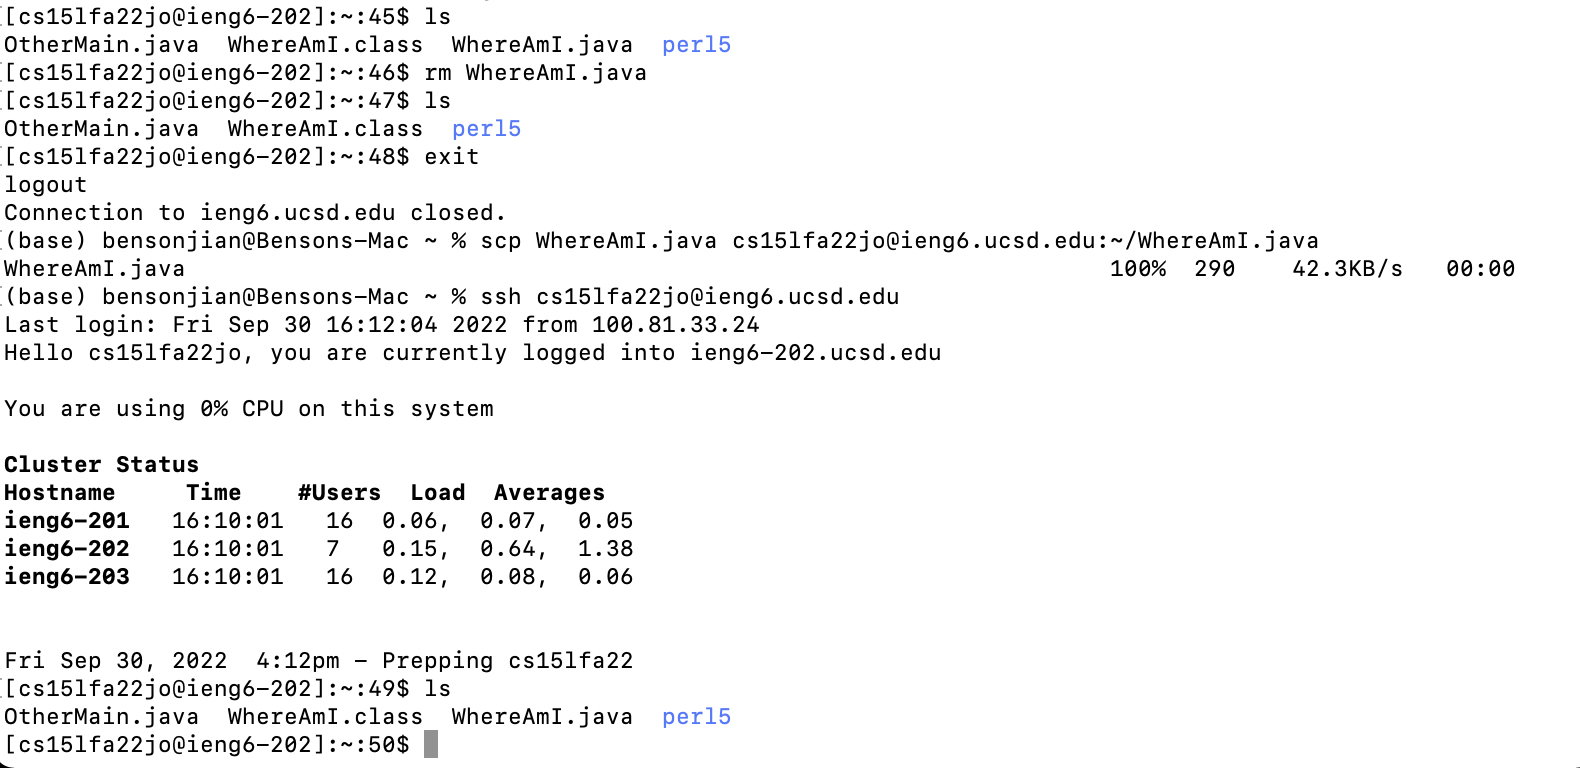 [cs15lfa22jo@ieng6-202]:~:45$ ls
OtherMain.java  WhereAmI.class  WhereAmI.java  perl5
[cs15lfa22jo@ieng6-202]:~:46$ rm WhereAmI.java
[cs15lfa22jo@ieng6-202]:~:47$ ls
OtherMain.java  WhereAmI.class  perl5
[cs15lfa22jo@ieng6-202]:~:48$ exit
logout
Connection to ieng6.ucsd.edu closed.
(base) bensonjian@Bensons-Mac ~ % scp WhereAmI.java cs15lfa22jo@ieng6.ucsd.edu:~/WhereAmI.java
WhereAmI.java                                                                  100%  290    42.3KB/s   00:00
(base) bensonjian@Bensons-Mac ~ % ssh cs15lfa22jo@ieng6.ucsd.edu
Last login: Fri Sep 30 16:12:04 2022 from 100.81.33.24
Hello cs15lfa22jo, you are currently logged into ieng6-202.ucsd.edu
You are using 0% CPU on this system
Cluster Status
Hostname     Time    #Users  Load  Averages
ieng6-201   16:10:01   16  0.06,  0.07,  0.05
ieng6-202   16:10:01   7   0.15,  0.64,  1.38
ieng6-203   16:10:01   16  0.12,  0.08,  0.06
Fri Sep 30, 2022  4:12pm - Prepping cs15lfa22
[cs15lfa22jo@ieng6-202]:~:49$ ls
OtherMain.java  WhereAmI.class  WhereAmI.java  perl5
[cs15lfa22jo@ieng6-202]:~:50$